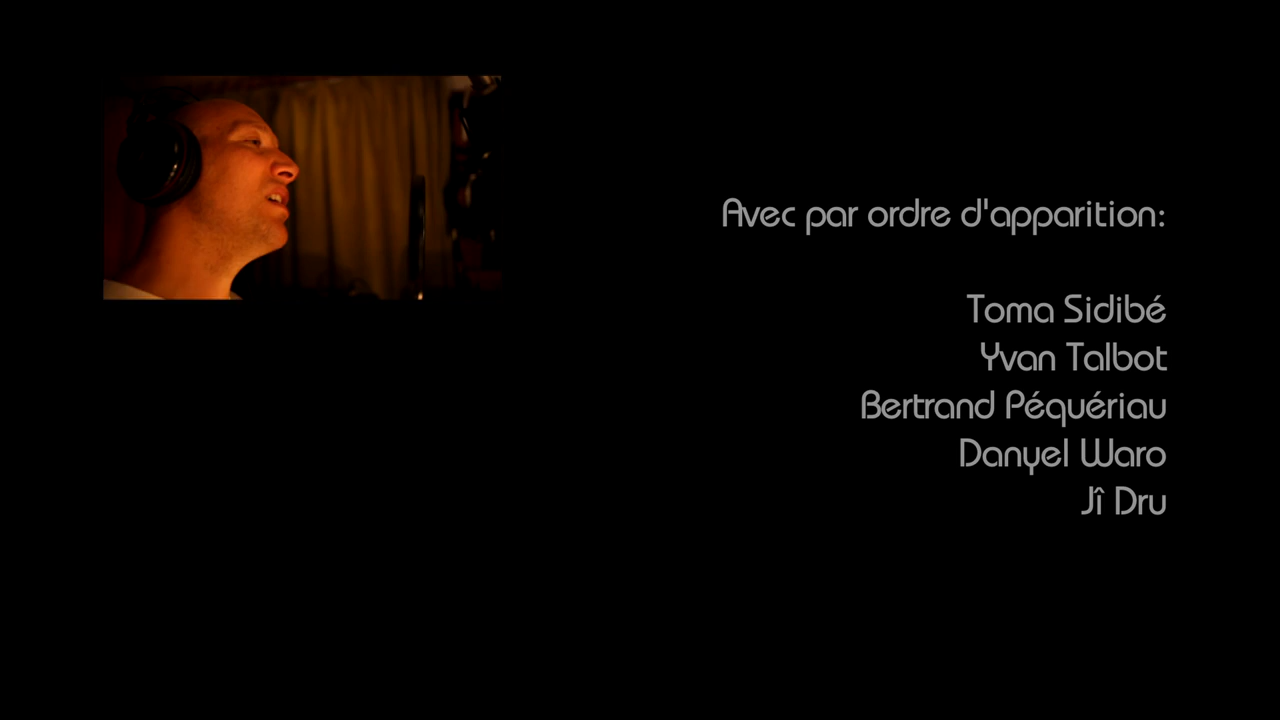 Avec par ordre d'apparition:
Toma Sidibé
Yvan Talbot
Bertrand Péquériau
Danyel Waro
Jî Dru